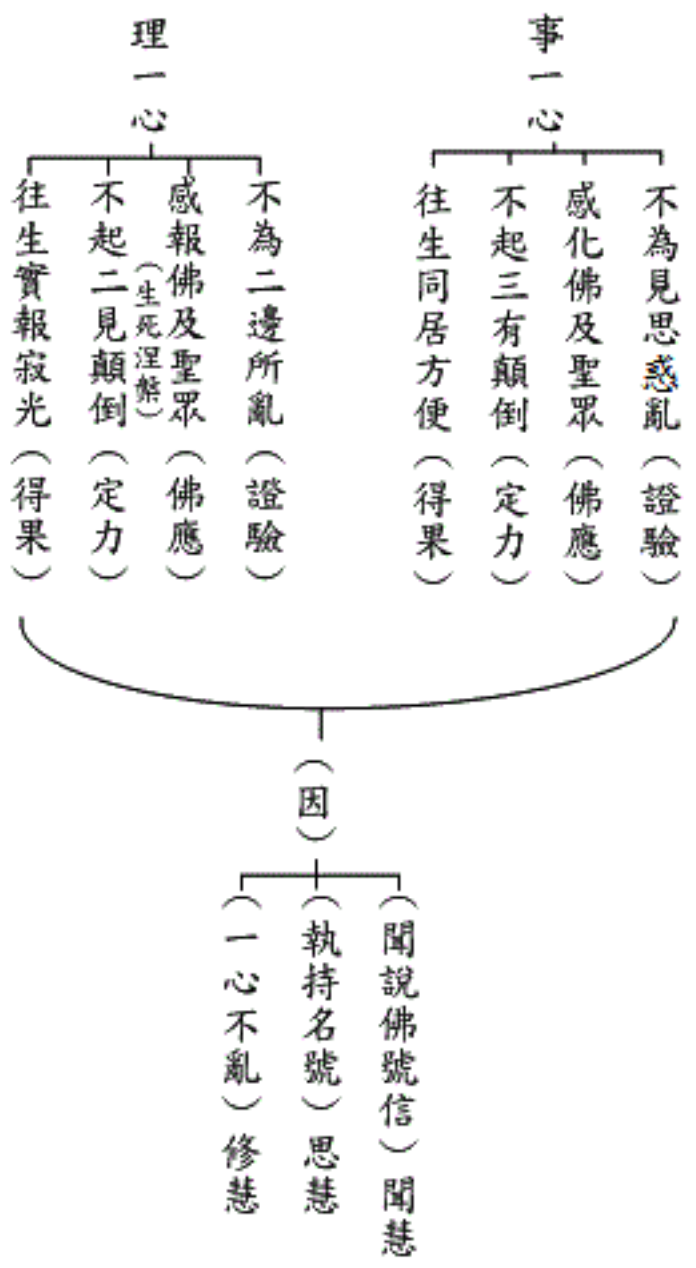 事一心
不為見思惑亂（證驗）
感化佛及聖眾（佛應）
不起三有顛倒（定力）
往生同居方便（得果）
理一心
不為二邊所亂（證驗）
感報佛及聖眾（佛應）
（生死涅槃）
不起二見顛倒（定力）
往生實報寂光（得果）
（因）
（聞說佛號信）聞慧
（執持名號）思慧
（一心不亂）修慧